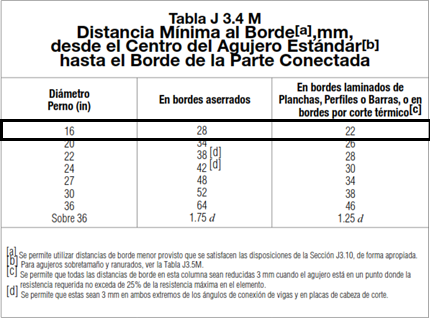 Tabla J 3.4 M
Distancia Mínima al Borde[a],mm,
desde el Centro del Agujero Estándar[b]
hasta el Borde de la Parte Conectada
Diámetro
Perno (in)
En bordes aserrados
En bordes laminados de
Planchas, Perfiles o Barras, o en
bordes por corte térmico[c]
16 28 22
20 34 26
22 38 [d] 28
24 42 [d] 30
27 48 34
30 52 38
36 64 46
Sobre 36 1.75 d 1.25 d
[a] Se permite utilizar distancias de borde menor provisto que se satisfacen las disposiciones de la Sección J3.10, de forma apropiada.
[b] Para agujeros sobretamaño y ranurados, ver la Tabla J3.5M.
[c] Se permite que todas las distancias de borde en esta columna sean reducidas 3 mm cuando el agujero está en un punto donde la
resistencia requerida no exceda de 25% de la resistencia máxima en el elemento.
[d] Se permite que estas sean 3 mm en ambos extremos de los ángulos de conexión de vigas y en placas de cabeza de corte.